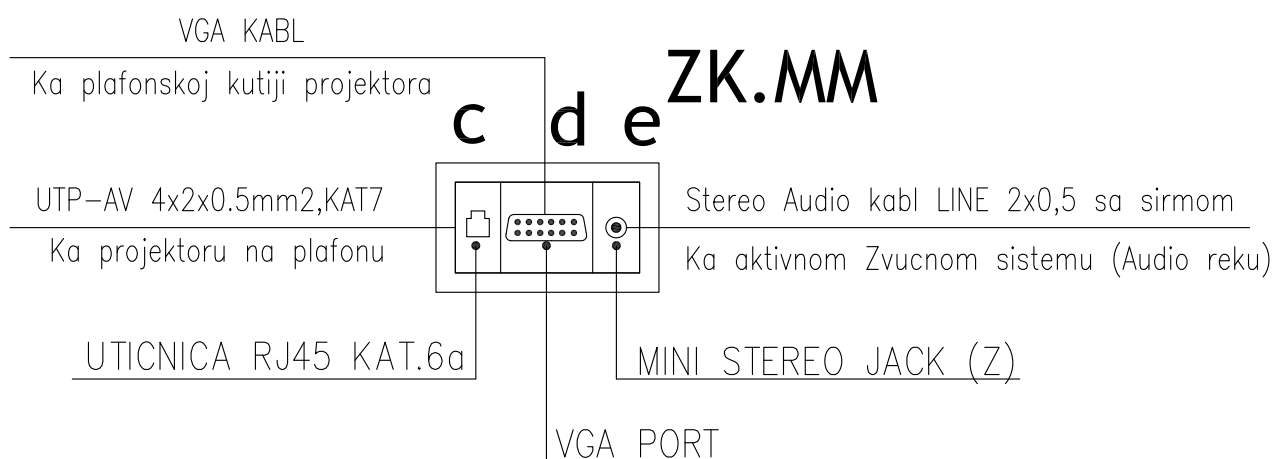 VGA KABL
Ka plafonskoj kutiji projektora
ZK.MM
c d e
UTP-AV 4x2x0.5mm2,KAT7
Ka projektoru na plafonu
Stereo Audio kabl LINE 2x0,5 sa sirmom
Ka aktivnom Zvucnom sistemu (Audio reku)
UTICNICA RJ45 KAT.6a
MINI STEREO JACK (Z)
VGA PORT